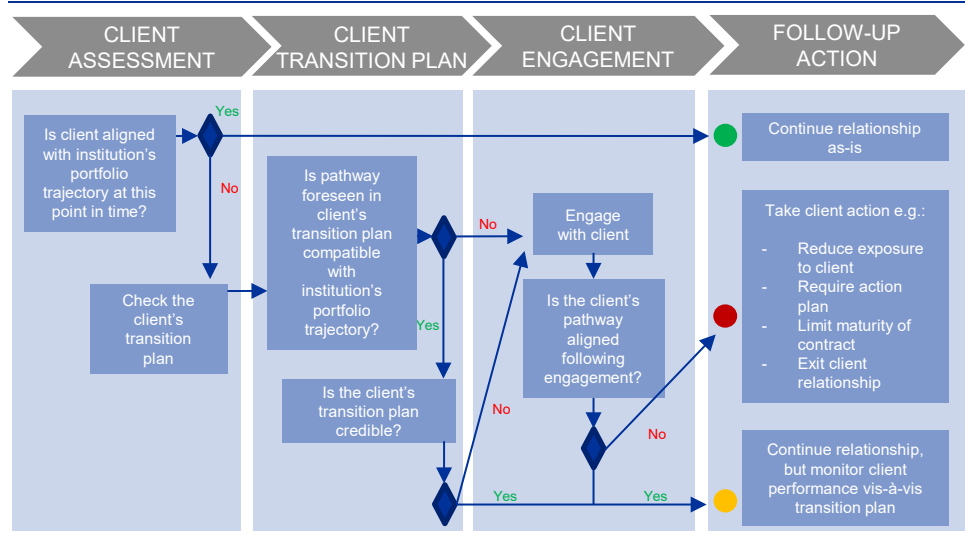 CLIENT
ASSESSMENT
CLIENT
TRANSITION PLAN
CLIENT
ENGAGEMENT
FOLLOW-UP
ACTION
Is client aligned
with institution's
portfolio
trajectory at this
point in time?
Yes
No
Check the
client's
transition
plan
Is pathway
foreseen in
client's
transition plan
compatible
with
institution's
portfolio
trajectory?
No
Yes
Is the client's
transition plan
credible?
No
Yes
Engage
with client
Is the client's
pathway
aligned
following
engagement?
No
Yes
Continue relationship
as-is
Take client action e.g.:
- Reduce exposure
to client
- Require action
plan
- Limit maturity of
contract
- Exit client
relationship
Continue relationship,
but monitor client
performance vis-à-vis
transition plan